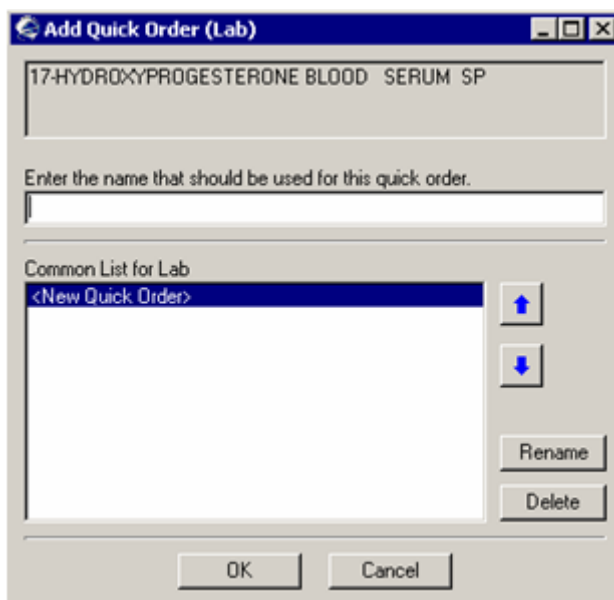 Add Quick Order (Lab)
17-HYDROXYPROGESTERONE BLOOD SERUM SP
Enter the name that should be used for this quick order.
Common List for Lab
<New Quick Order>
Rename
Delete
OK Cancel